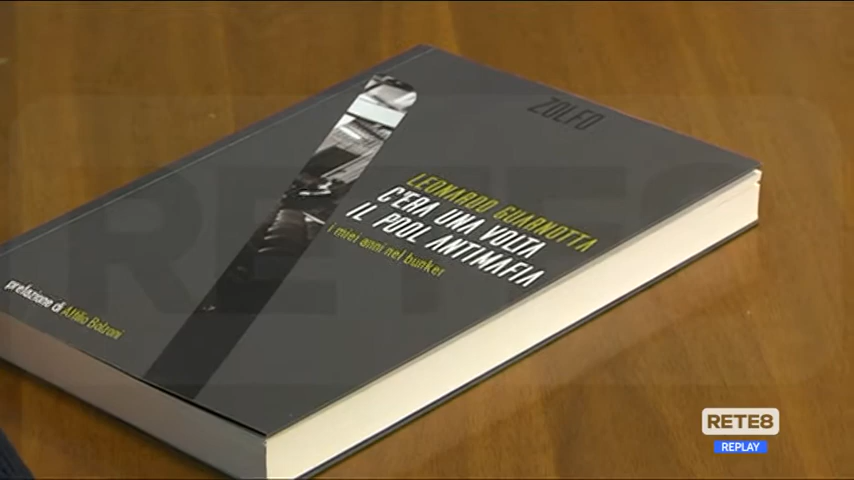 ZOLFO
LEONARDO GUARNOTTA
C'ERA UNA VOLTA
IL POOL ANTIMAFIA
i miei anni nel bunker
prefazione di Attilio Bolzoni
RETE8
RETE8
REPLAY